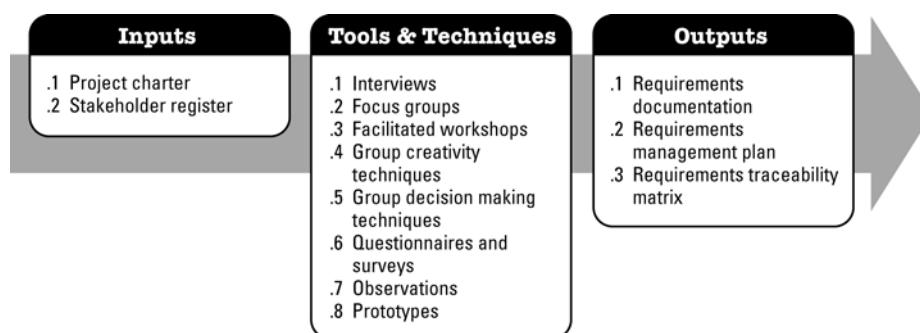 Inputs
.1 Project charter
.2 Stakeholder register
Tools & Techniques
.1 Interviews
.2 Focus groups
.3 Facilitated workshops
.4 Group creativity
techniques
.5 Group decision making
techniques
.6 Questionnaires and
surveys
.7 Observations
.8 Prototypes
Outputs
.1 Requirements
documentation
.2 Requirements
management plan
.3 Requirements traceability
matrix